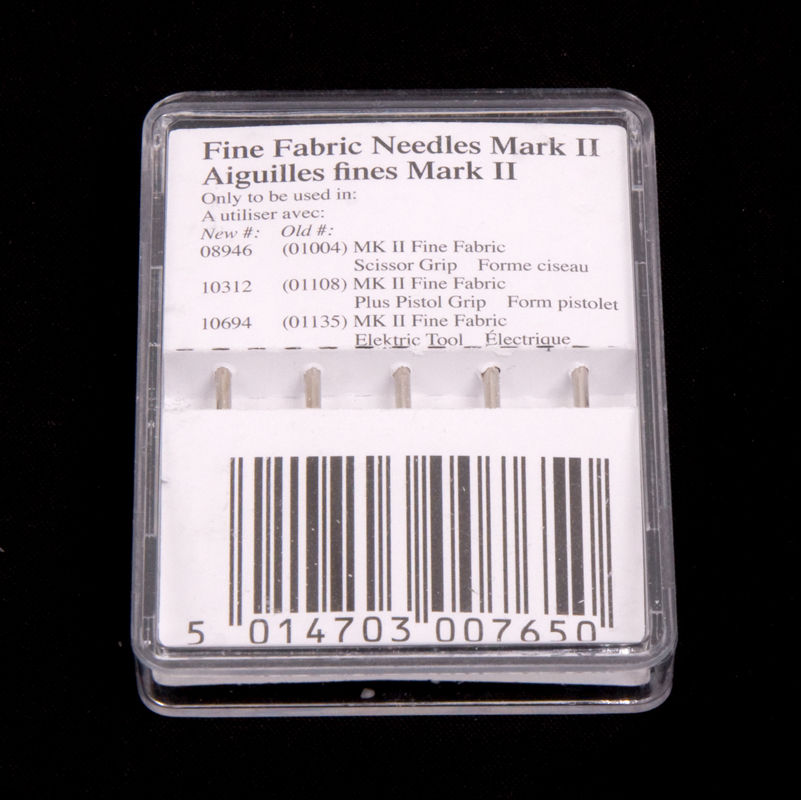 Fine Fabric Needles Mark II
Aiguilles fines Mark II
Only to be used in:
A utiliser avec:
New #: Old #:
08946 (01004) MK II Fine Fabric
Scissor Grip Forme ciseau
10312 (01108) MK II Fine Fabric
Plus Pistol Grip Form pistolet
10694 (01135) MK II Fine Fabric
Elektric Tool Électrique
5 014703 007650